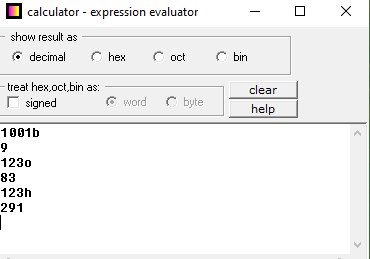 calculator - expression evaluator
show result as
decimal hex oct bin
treat hex,oct,bin as:
signed word byte
clear
help
1001b
9
123o
83
123h
291